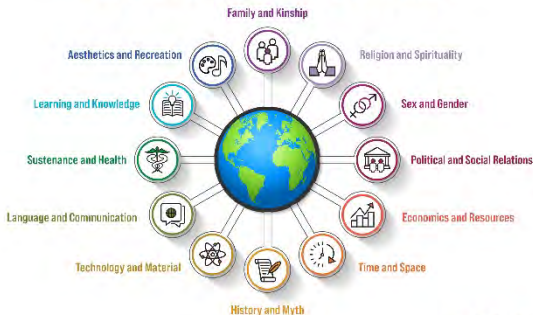 Family and Kinship
Aesthetics and Recreation
Religion and Spirituality
Learning and Knowledge
Sex and Gender
Sustenance and Health
Political and Social Relations
Language and Communication
Economics and Resources
Technology and Material
Time and Space
History and Myth